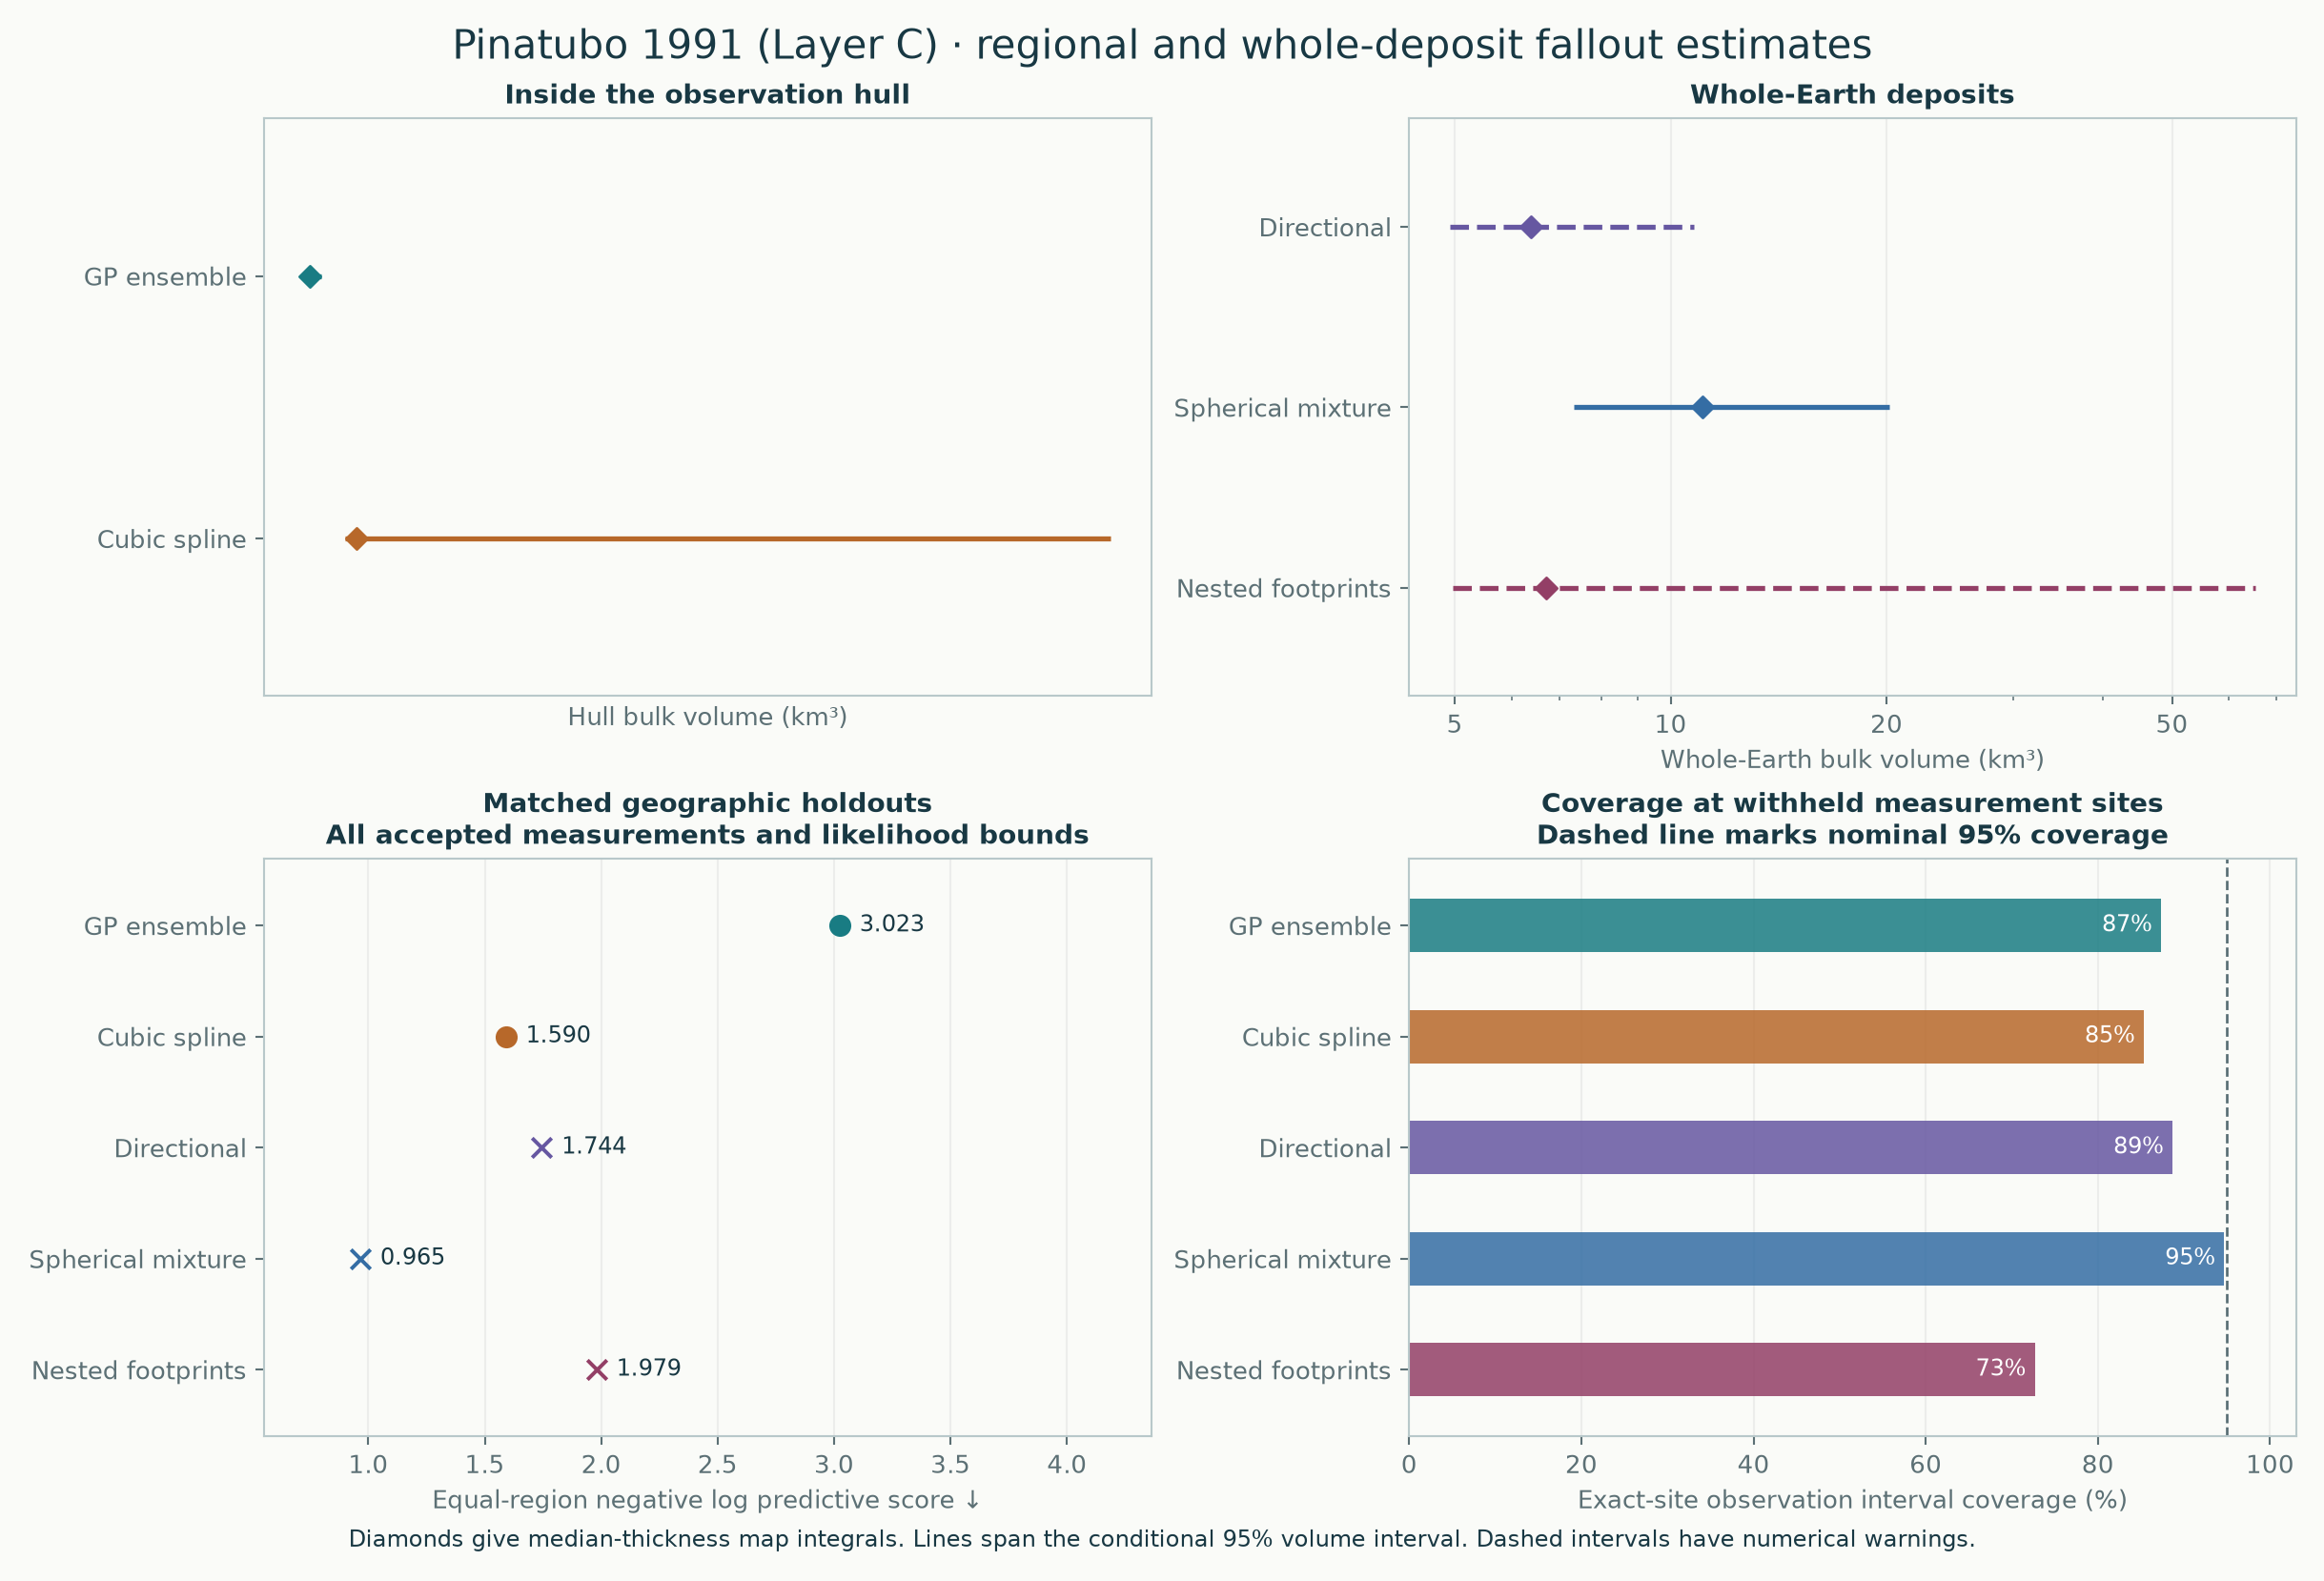 Pinatubo 1991 (Layer C) · regional and whole-deposit fallout estimates
Inside the observation hull
GP ensemble
Cubic spline
Hull bulk volume (km³)
Whole-Earth deposits
Directional
Spherical mixture
Nested footprints
5 10 20 50
Whole-Earth bulk volume (km³)
Matched geographic holdouts
All accepted measurements and likelihood bounds
GP ensemble 3.023
Cubic spline 1.590
Directional 1.744
Spherical mixture 0.965
Nested footprints 1.979
1.0 1.5 2.0 2.5 3.0 3.5 4.0
Equal-region negative log predictive score ↓
Coverage at withheld measurement sites
Dashed line marks nominal 95% coverage
GP ensemble 87%
Cubic spline 85%
Directional 89%
Spherical mixture 95%
Nested footprints 73%
0 20 40 60 80 100
Exact-site observation interval coverage (%)
Diamonds give median-thickness map integrals. Lines span the conditional 95% volume interval. Dashed intervals have numerical warnings.